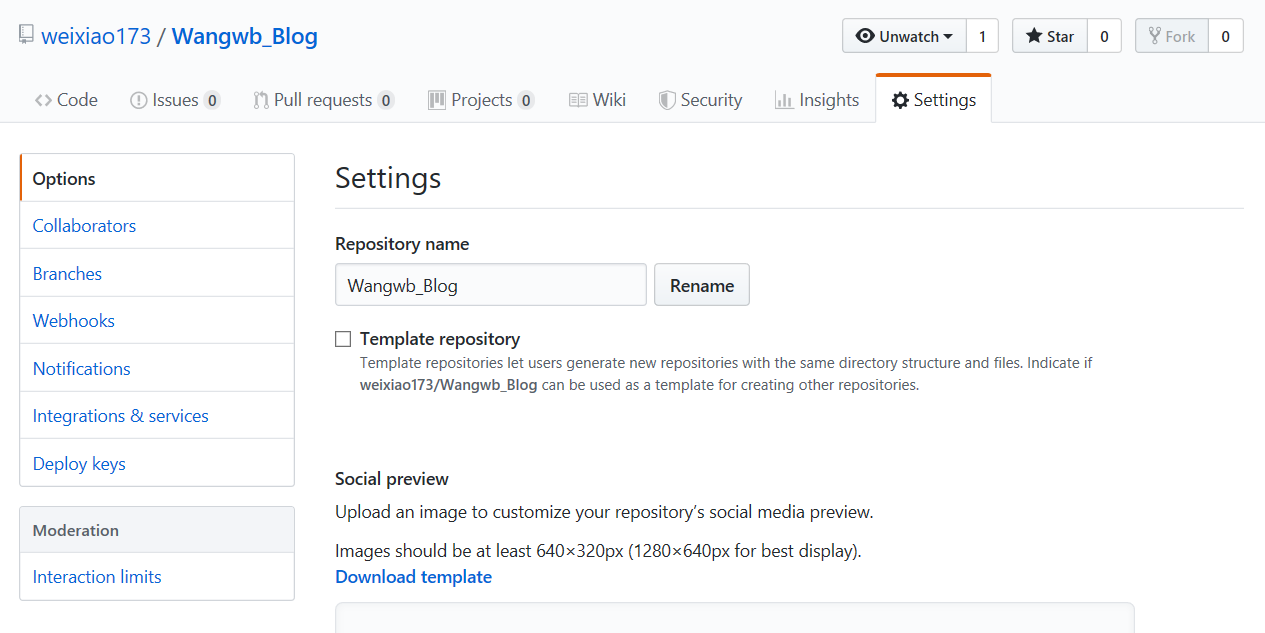 weixiao173 / Wangwb_Blog
Unwatch 1 Star 0 Fork 0
Code Issues 0 Pull requests 0 Projects 0 Wiki Security Insights Settings
Options
Collaborators
Branches
Webhooks
Notifications
Integrations & services
Deploy keys
Moderation
Interaction limits
Settings
Repository name
Wangwb_Blog Rename
Template repository
Template repositories let users generate new repositories with the same directory structure and files. Indicate if
weixiao173/Wangwb_Blog can be used as a template for creating other repositories.
Social preview
Upload an image to customize your repository’s social media preview.
Images should be at least 640×320px (1280×640px for best display).
Download template